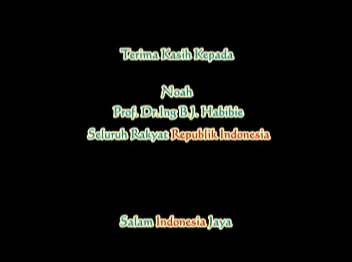 Terima Kasih Kepada
Noah
Prof. Dr.Ing B.J. Habibie
Seluruh Rakyat Republik Indonesia
Salam Indonesia Jaya